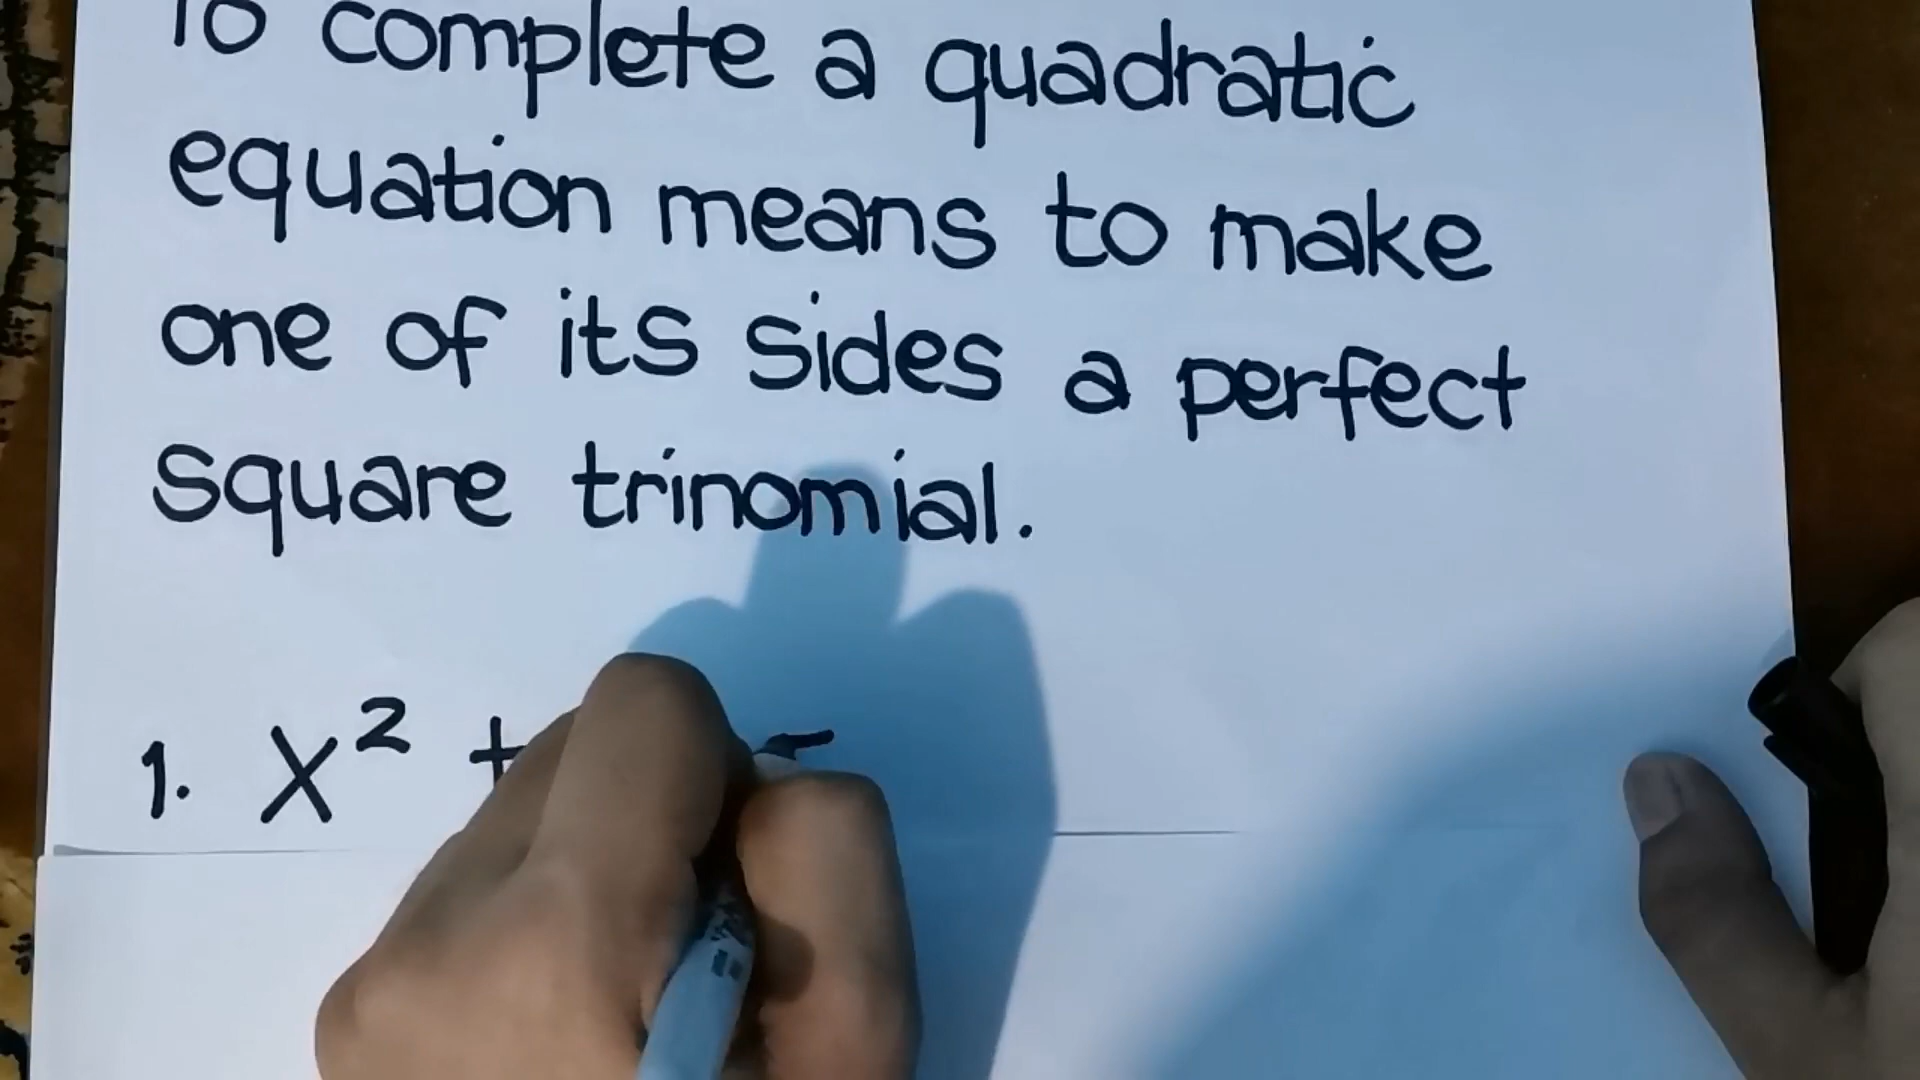 To complete a quadratic
equation means to make
one of its sides a perfect
square trinomial.
1. x² +